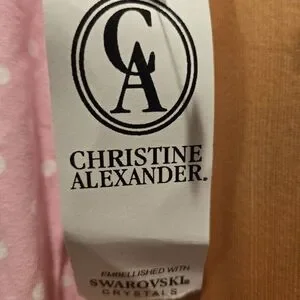 CA
CHRISTINE
ALEXANDER.
EMBELLISHED WITH
SWAROVSKI®
CRYSTALS